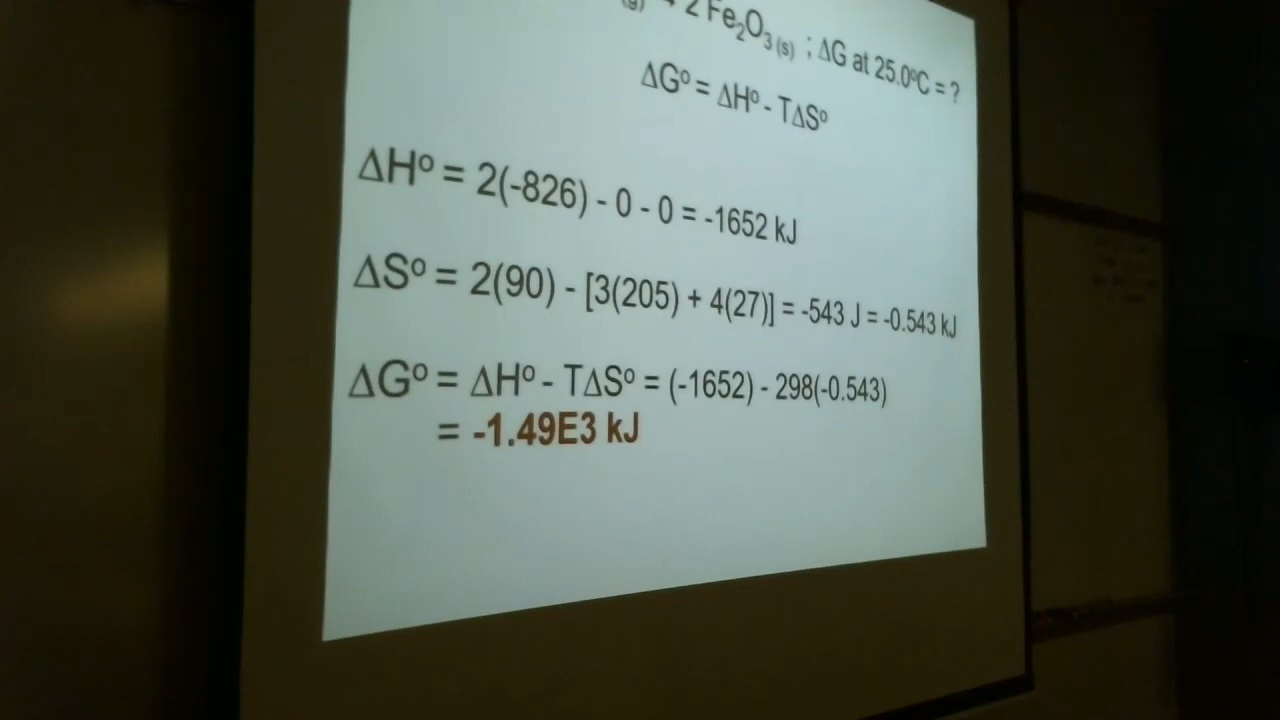 (g) → 2 Fe₂O₃ (s) ; ΔG at 25.0ºC = ?
ΔGº = ΔHº - TΔSº
ΔHº = 2(-826) - 0 - 0 = -1652 kJ
ΔSº = 2(90) - [3(205) + 4(27)] = -543 J = -0.543 kJ
ΔGº = ΔHº - TΔSº = (-1652) - 298(-0.543)
= -1.49E3 kJ